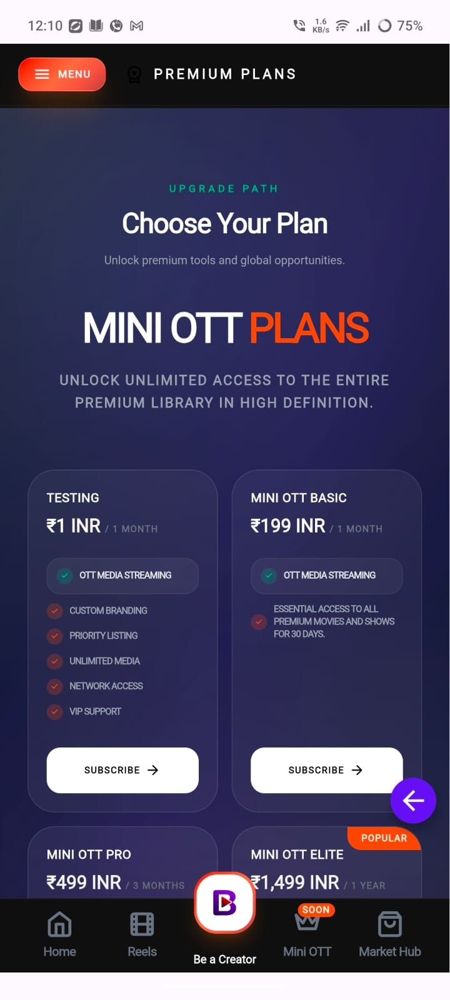 12:10
1.6
KB/s
75%
MENU
PREMIUM PLANS
UPGRADE PATH
Choose Your Plan
Unlock premium tools and global opportunities.
MINI OTT PLANS
UNLOCK UNLIMITED ACCESS TO THE ENTIRE
PREMIUM LIBRARY IN HIGH DEFINITION.
TESTING
₹1 INR / 1 MONTH
OTT MEDIA STREAMING
CUSTOM BRANDING
PRIORITY LISTING
UNLIMITED MEDIA
NETWORK ACCESS
VIP SUPPORT
SUBSCRIBE →
MINI OTT BASIC
₹199 INR / 1 MONTH
OTT MEDIA STREAMING
ESSENTIAL ACCESS TO ALL
PREMIUM MOVIES AND SHOWS
FOR 30 DAYS.
SUBSCRIBE →
MINI OTT PRO
₹499 INR / 3 MONTHS
POPULAR
MINI OTT ELITE
₹1,499 INR / 1 YEAR
Home
Reels
B
Be a Creator
SOON
Mini OTT
Market Hub